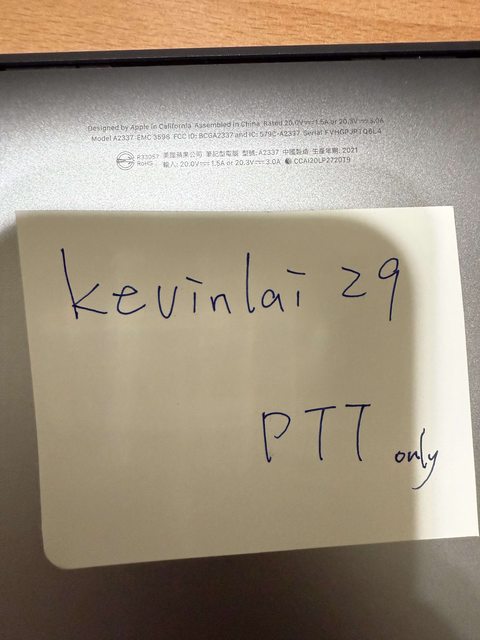 Designed by Apple in California Assembled in China Rated 20.0V⎓1.5A or 20.3V⎓3.0A
Model A2337 EMC 3598 FCC ID: BCGA2337 and IC: 579C-A2337 Serial
R33057 美國蘋果公司 筆記型電腦 型號: A2337 中國製造 生產年期: 2021
RoHS 輸入: 20.0V⎓1.5A or 20.3V⎓3.0A CCAI20LP2720T9
kevinlai 29
PTT only